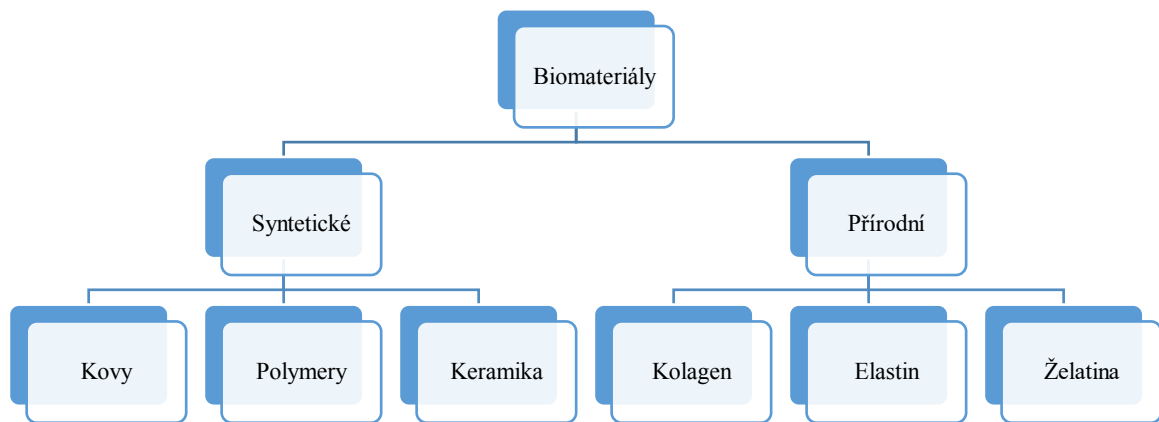 Biomateriály
Syntetické
Přírodní
Kovy
Polymery
Keramika
Kolagen
Elastin
Želatina